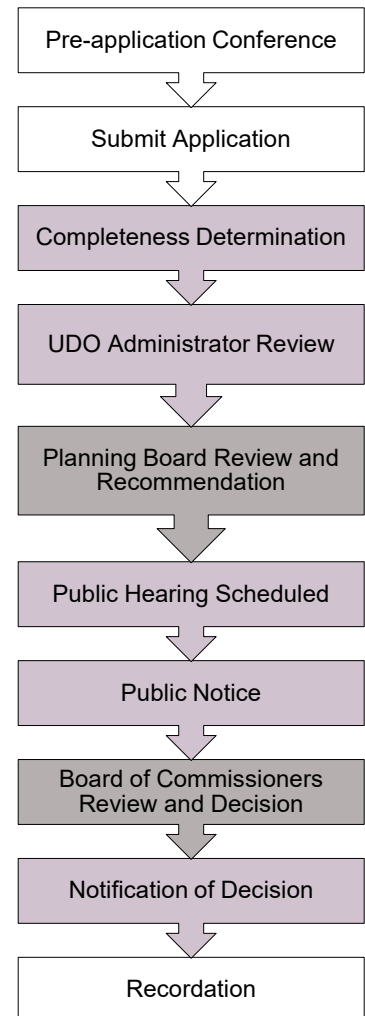 Pre-application Conference
Submit Application
Completeness Determination
UDO Administrator Review
Planning Board Review and
Recommendation
Public Hearing Scheduled
Public Notice
Board of Commissioners
Review and Decision
Notification of Decision
Recordation